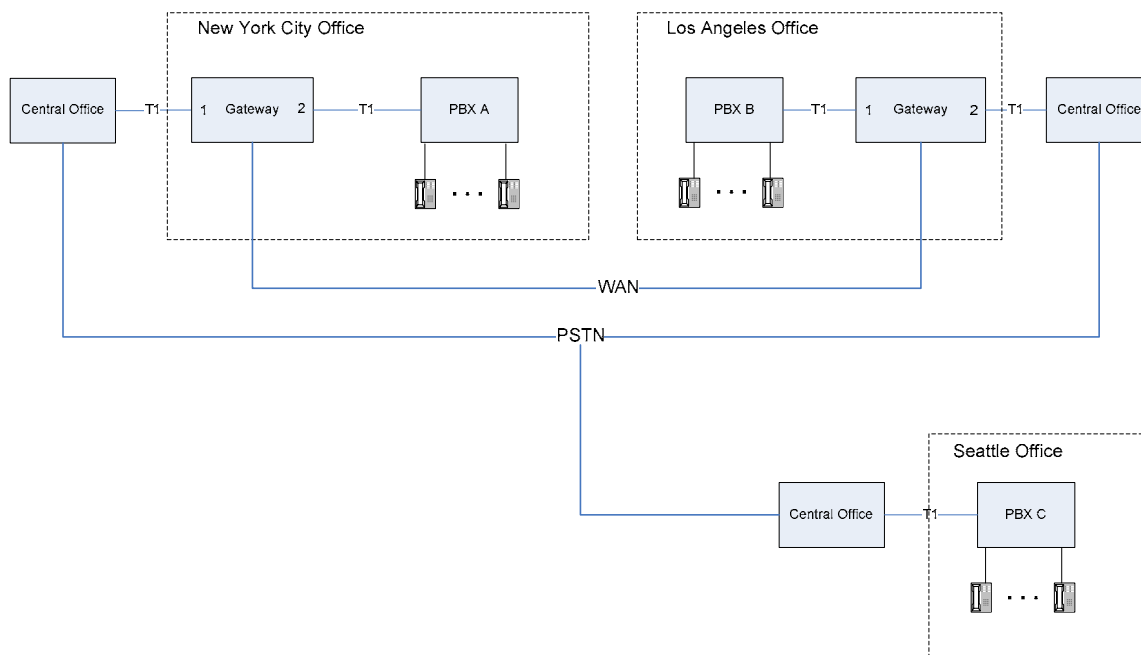 New York City Office
Los Angeles Office
Central Office
T1
1
Gateway
2
T1
PBX A
PBX B
T1
1
Gateway
2
T1
Central Office
WAN
PSTN
Seattle Office
Central Office
T1
PBX C